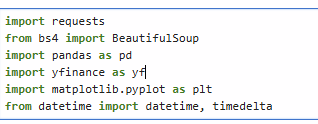 import requests
from bs4 import BeautifulSoup
import pandas as pd
import yfinance as yf
import matplotlib.pyplot as plt
from datetime import datetime, timedelta